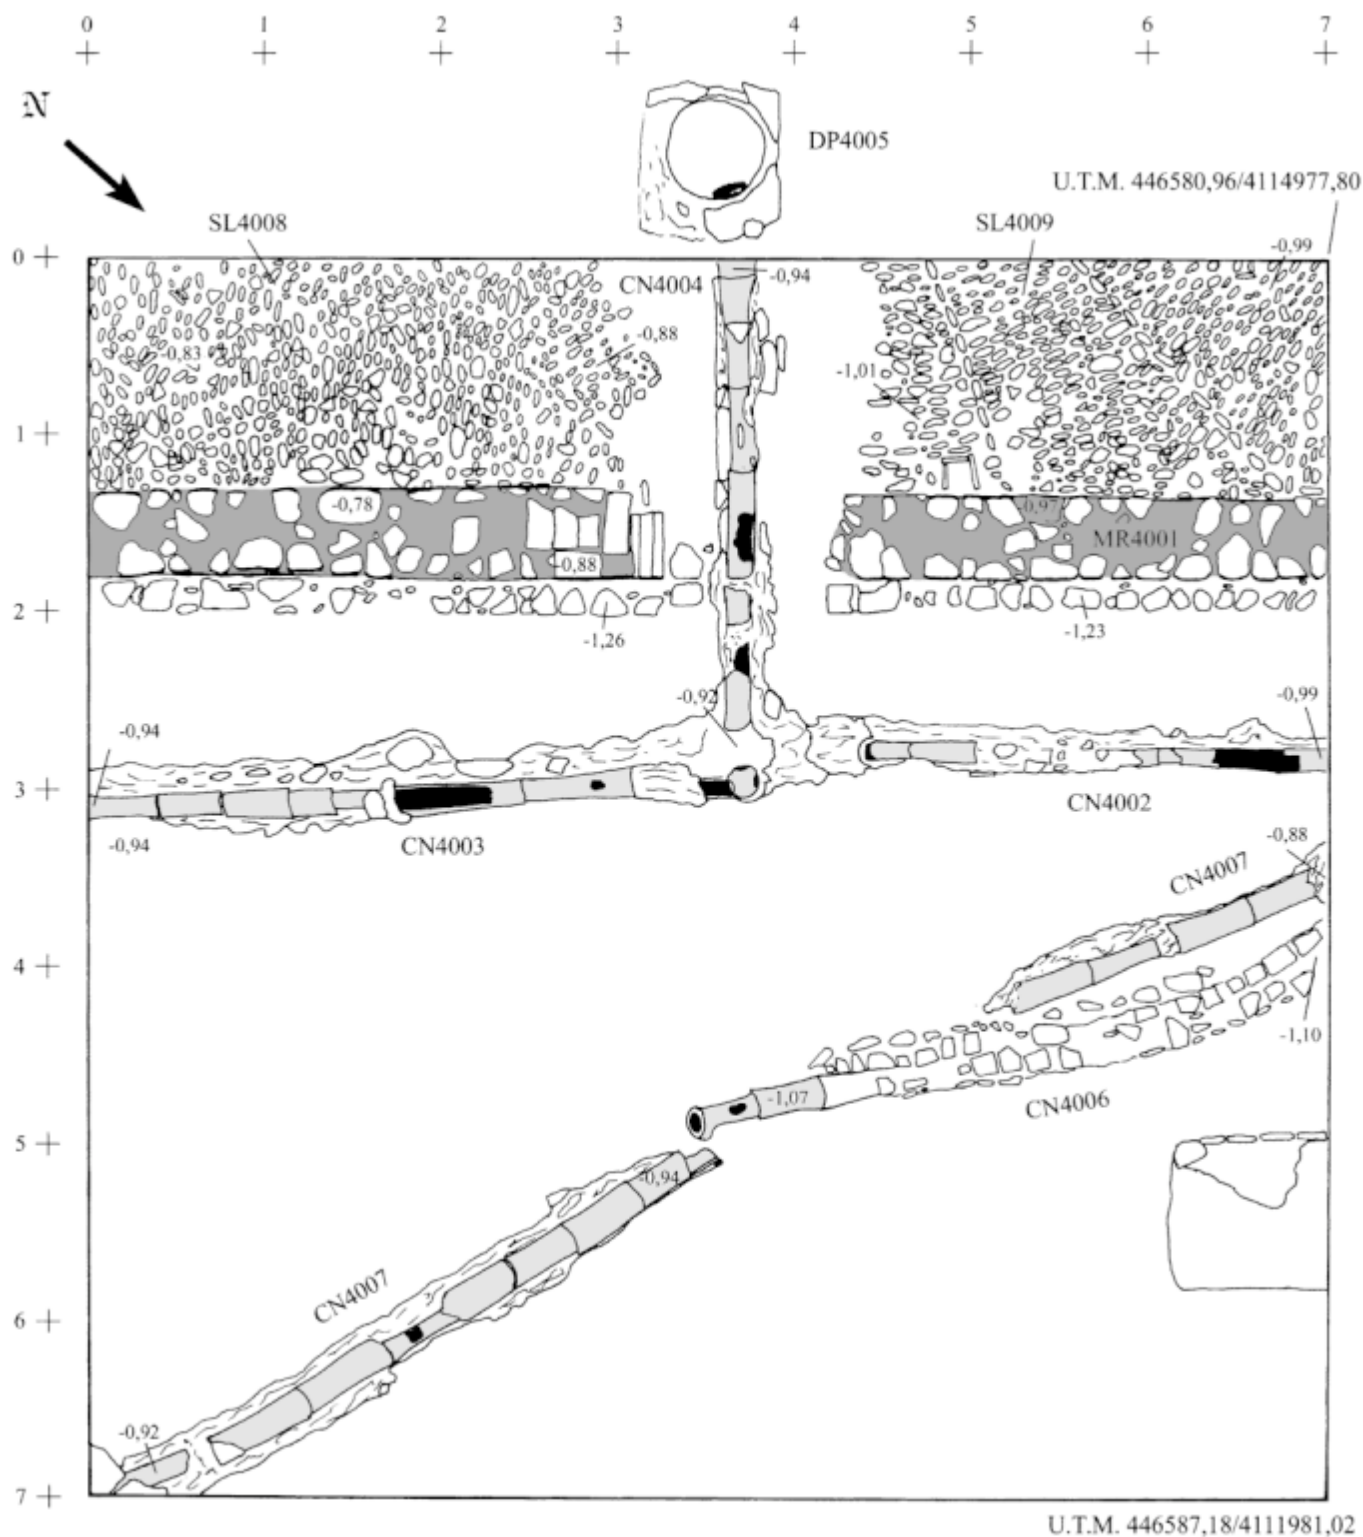 0 1 2 3 4 5 6 7
N
DP4005
U.T.M. 446580,96/4114977,80
SL4008
SL4009
-0,99
0
CN4004
-0,94
-0,83
-0,88
-1,01
1
-0,78
-0,97
MR4001
-0,88
2
-1,26
-1,23
-0,92
-0,99
-0,94
3
CN4002
-0,94
CN4003
-0,88
CN4007
4
-1,10
-1,07
CN4006
5
-0,94
CN4007
6
-0,92
7
U.T.M. 446587,18/4111981,02